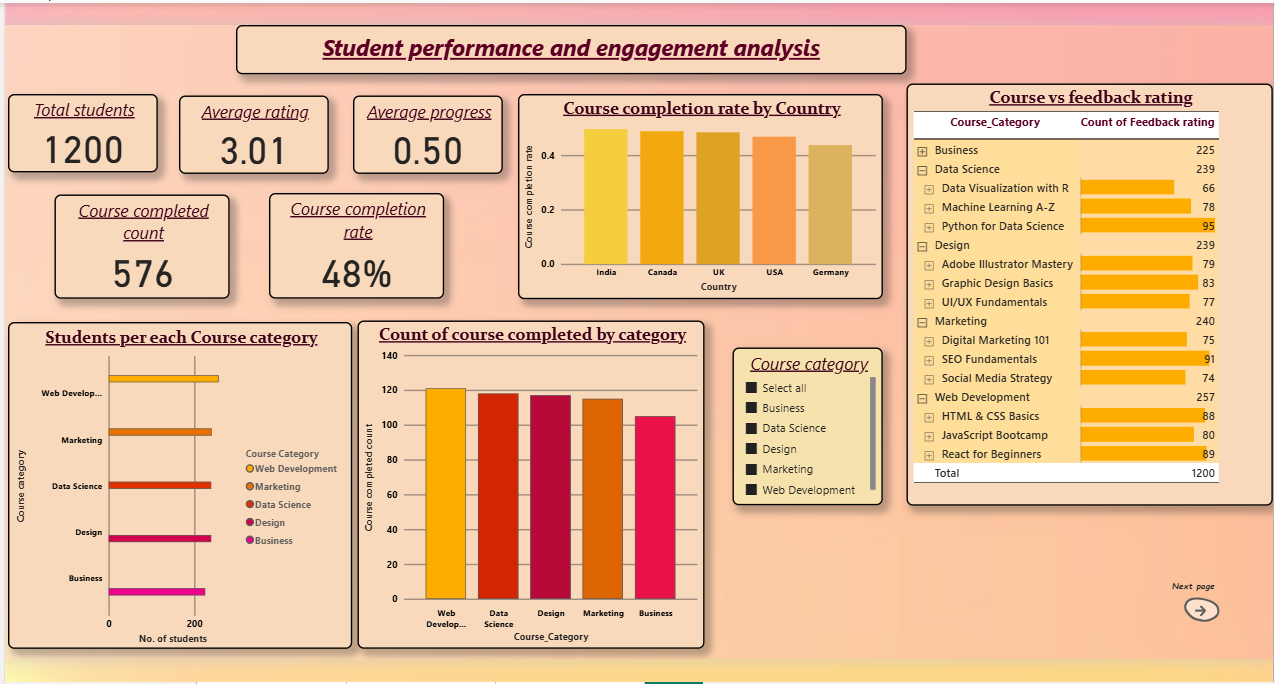 Student performance and engagement analysis
Total students
1200
Average rating
3.01
Average progress
0.50
Course completed
count
576
Course completion
rate
48%
Course completion rate by Country
Course completion rate
0.4
0.2
0.0
India Canada UK USA Germany
Country
Course vs feedback rating
Course_Category Count of Feedback rating
Business 225
Data Science 239
Data Visualization with R 66
Machine Learning A-Z 78
Python for Data Science 95
Design 239
Adobe Illustrator Mastery 79
Graphic Design Basics 83
UI/UX Fundamentals 77
Marketing 240
Digital Marketing 101 75
SEO Fundamentals 91
Social Media Strategy 74
Web Development 257
HTML & CSS Basics 88
JavaScript Bootcamp 80
React for Beginners 89
Total 1200
Students per each Course category
Course category
Web Develop...
Marketing
Data Science
Design
Business
0 200
No. of students
Course Category
Web Development
Marketing
Data Science
Design
Business
Count of course completed by category
Course completed count
140
120
100
80
60
40
20
0
Web Develop... Data Science Design Marketing Business
Course_Category
Course category
Select all
Business
Data Science
Design
Marketing
Web Development
Next page